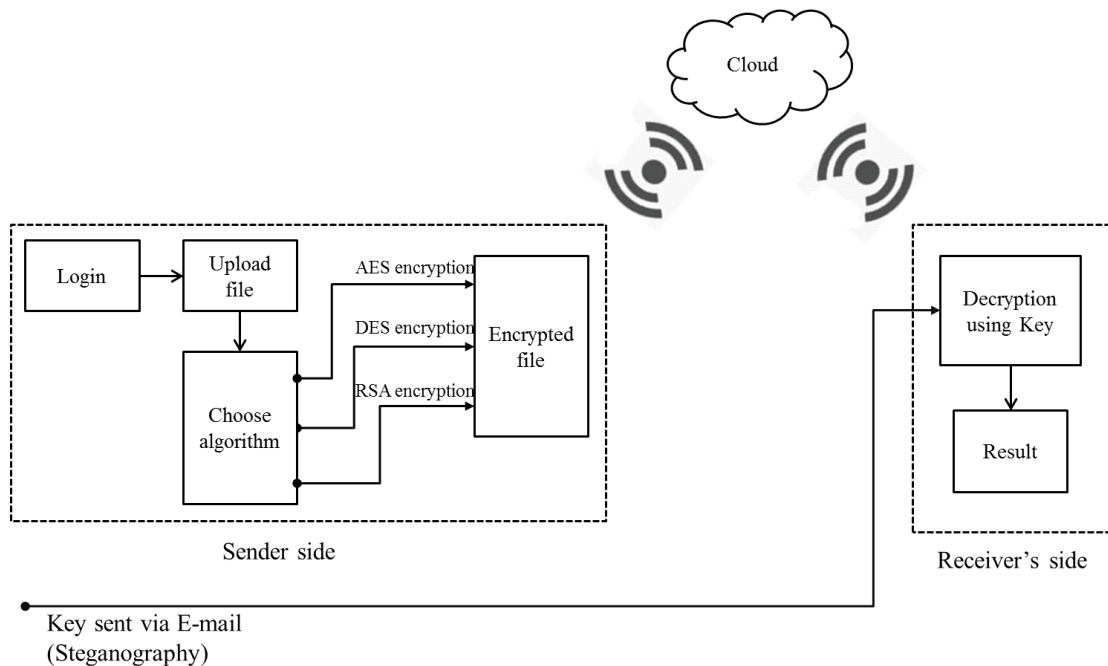 Cloud
Login
Upload
file
Choose
algorithm
AES encryption
DES encryption
RSA encryption
Encrypted
file
Sender side
Decryption
using Key
Result
Receiver’s side
Key sent via E-mail
(Steganography)